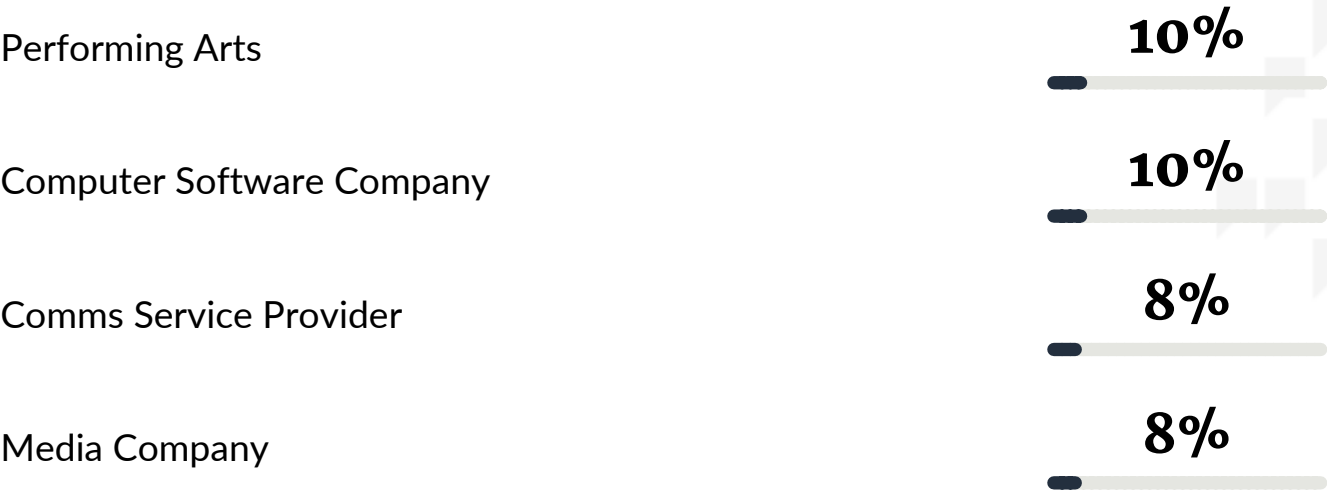 Performing Arts 10%
Computer Software Company 10%
Comms Service Provider 8%
Media Company 8%